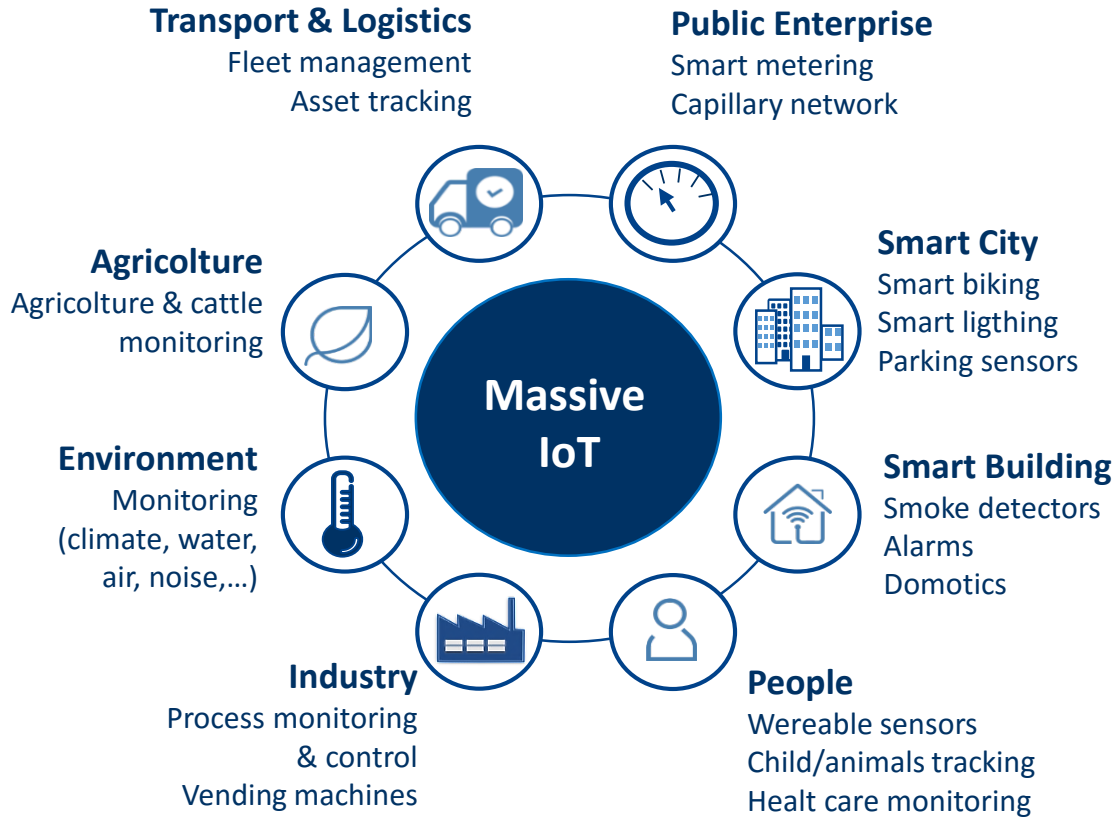 Transport & Logistics
Fleet management
Asset tracking
Public Enterprise
Smart metering
Capillary network
Agricolture
Agricolture & cattle
monitoring
Smart City
Smart biking
Smart ligthing
Parking sensors
Massive
IoT
Environment
Monitoring
(climate, water,
air, noise,...)
Smart Building
Smoke detectors
Alarms
Domotics
Industry
Process monitoring
& control
Vending machines
People
Wereable sensors
Child/animals tracking
Healt care monitoring